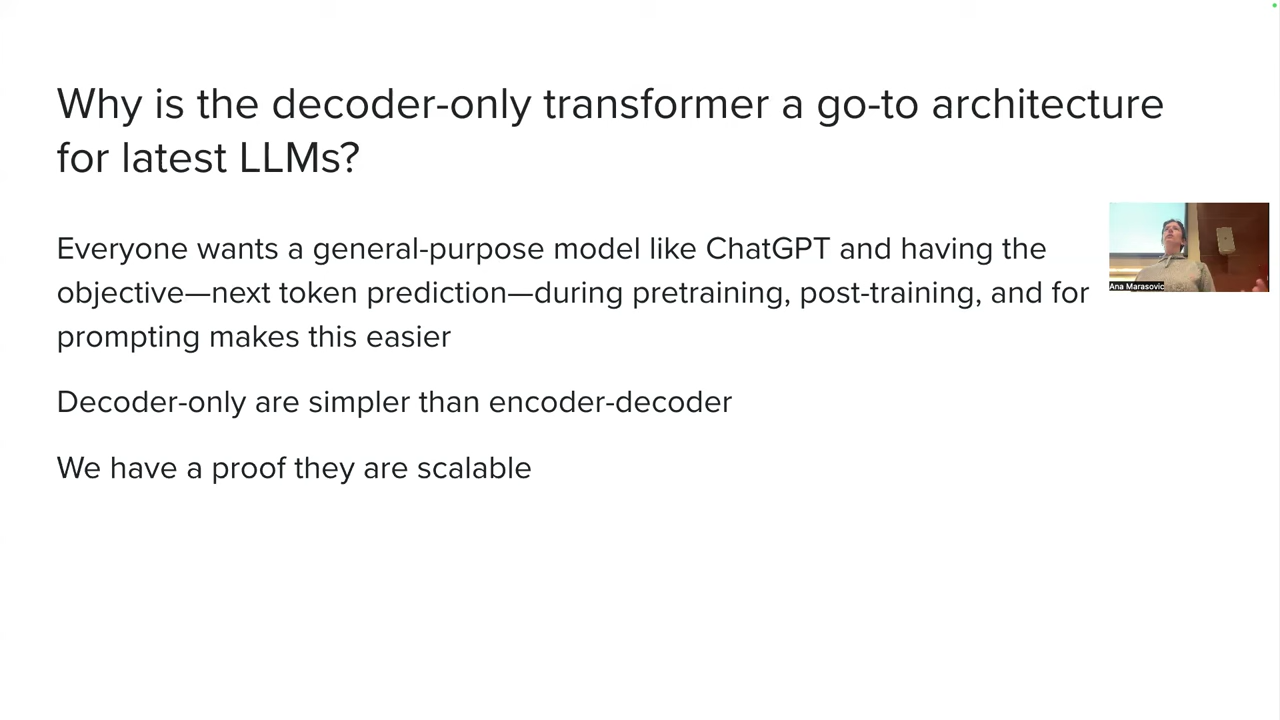 Why is the decoder-only transformer a go-to architecture
for latest LLMs?
Everyone wants a general-purpose model like ChatGPT and having the
objective—next token prediction—during pretraining, post-training, and for
prompting makes this easier
Decoder-only are simpler than encoder-decoder
We have a proof they are scalable
Ana Marasovic